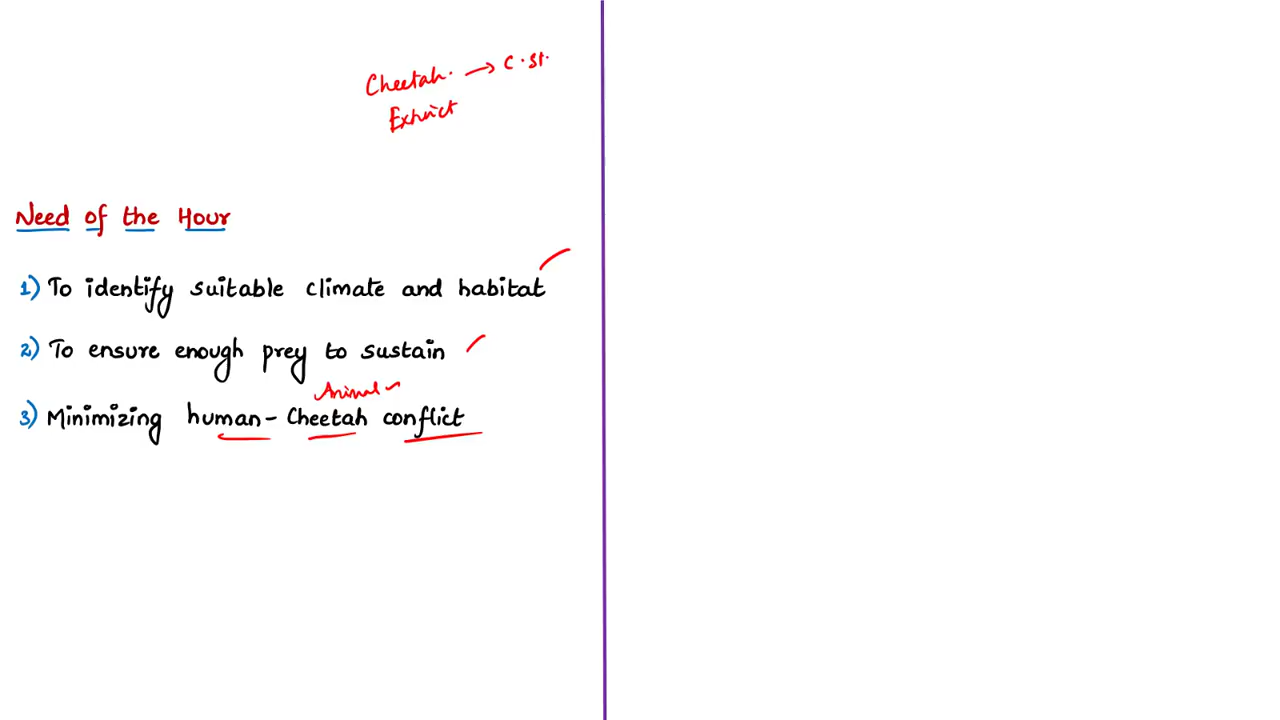 Cheetah. → C.St.
Extinct
Need of the Hour
1) To identify suitable climate and habitat
2) To ensure enough prey to sustain
Animal
3) Minimizing human - Cheetah conflict